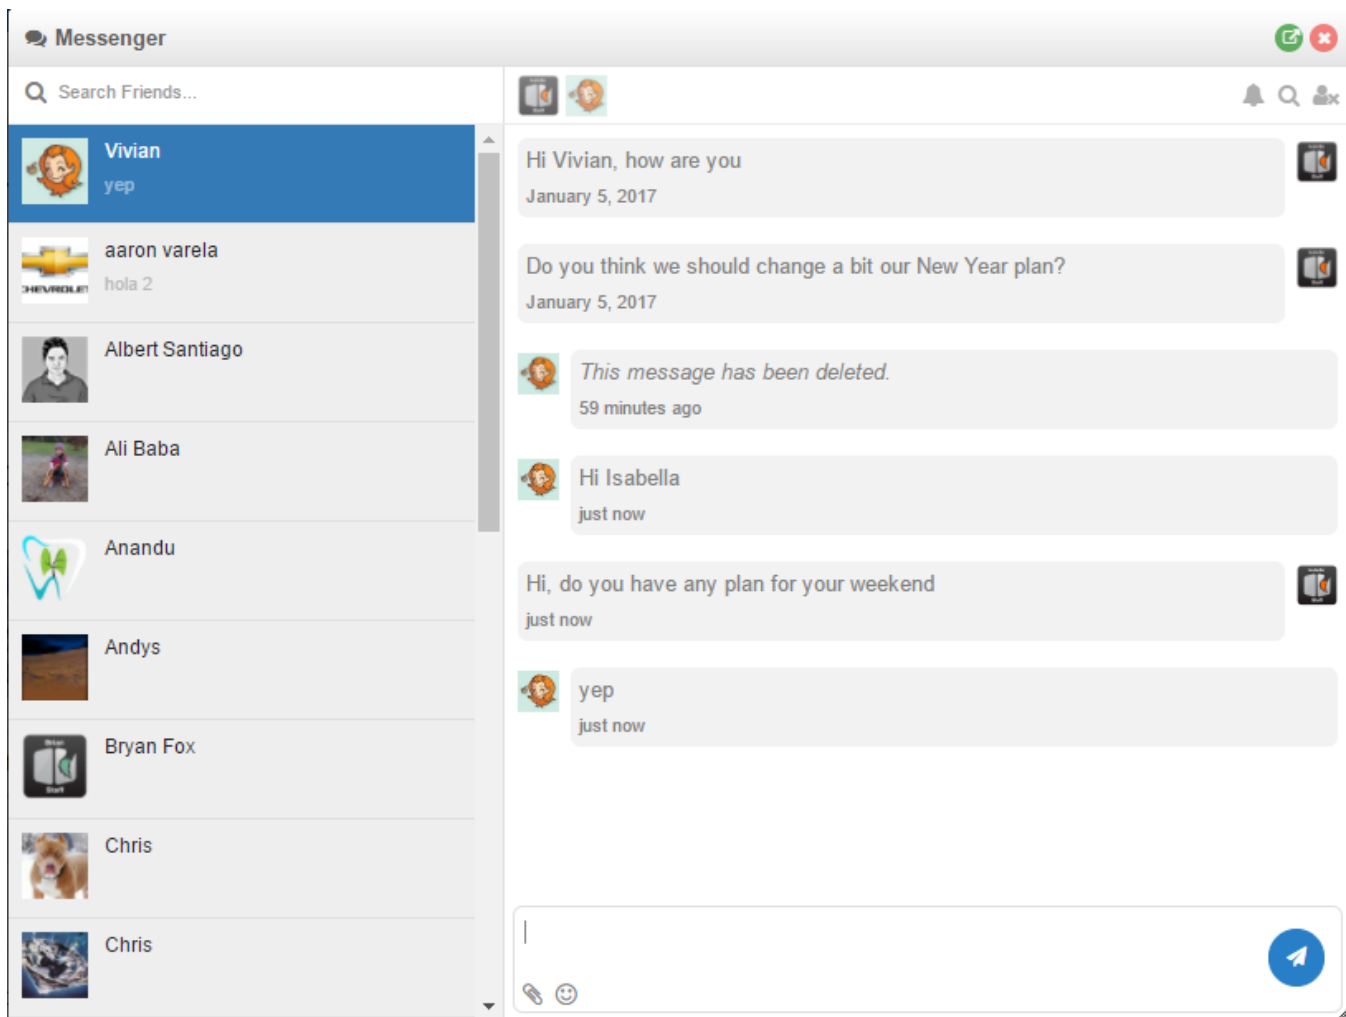 Messenger
Search Friends...
Vivian
yep
aaron varela
hola 2
CHEVROLET
Albert Santiago
Ali Baba
Anandu
Andys
Bryan Fox
Staff
Chris
Chris
Hi Vivian, how are you
January 5, 2017
Do you think we should change a bit our New Year plan?
January 5, 2017
This message has been deleted.
59 minutes ago
Hi Isabella
just now
Hi, do you have any plan for your weekend
just now
yep
just now